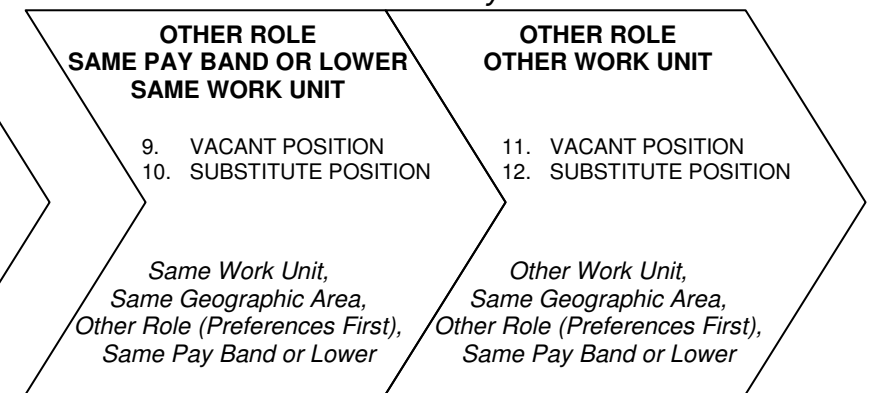 OTHER ROLE
SAME PAY BAND OR LOWER
SAME WORK UNIT
9. VACANT POSITION
10. SUBSTITUTE POSITION
Same Work Unit,
Same Geographic Area,
Other Role (Preferences First),
Same Pay Band or Lower
OTHER ROLE
OTHER WORK UNIT
11. VACANT POSITION
12. SUBSTITUTE POSITION
Other Work Unit,
Same Geographic Area,
Other Role (Preferences First),
Same Pay Band or Lower